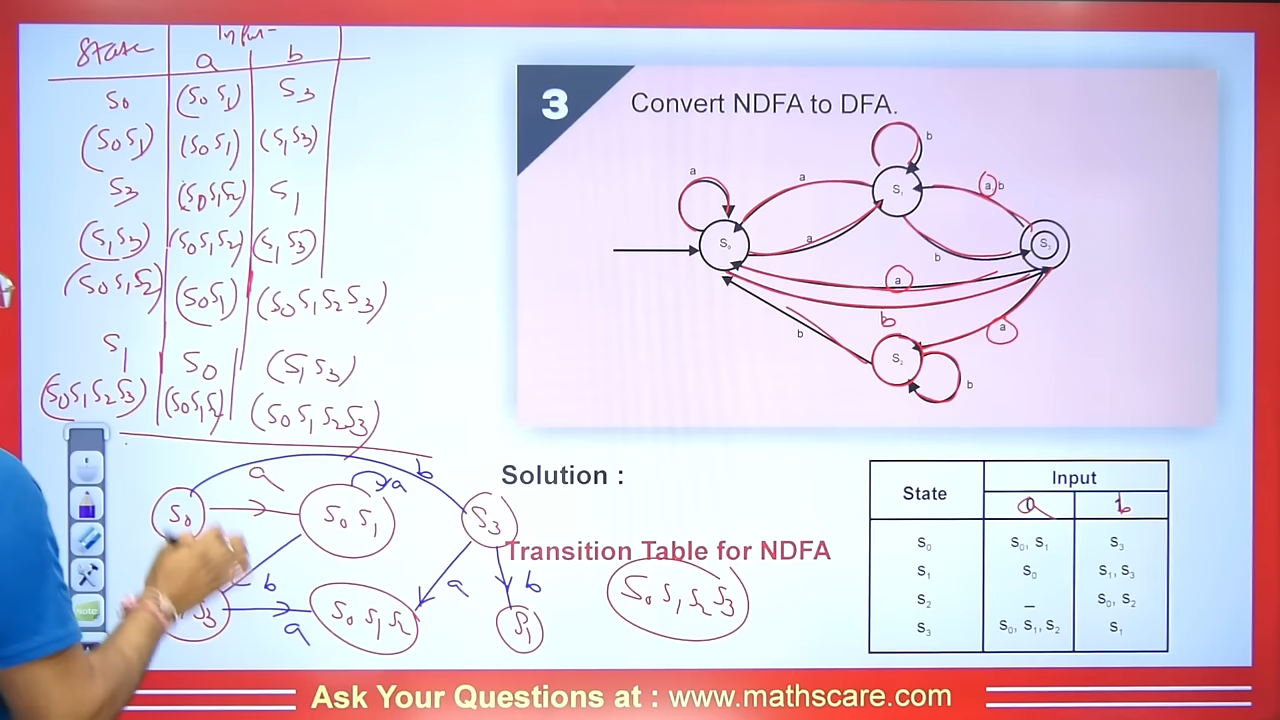 State Input
a b
S0 (S0 S1) S3
(S0 S1) (S0 S1) (S1 S3)
S3 (S0 S1 S2) S1
(S1 S3) (S0 S1 S2) (S1 S3)
(S0 S1 S2) (S0 S1) (S0 S1 S2 S3)
S1 S0 (S1 S3)
(S0 S1 S2 S3) (S0 S1 S2) (S0 S1 S2 S3)
a b
S0 S0 S1 a S3
b a b
S3 a S0 S1 S2 S1
S0 S1 S2 S3
3 Convert NDFA to DFA.
b
a a S1 a,b
S0 a b S3
a
b
b a
S2 b
Solution :
Transition Table for NDFA
State Input
a b
S0 S0, S1 S3
S1 S0 S1, S3
S2 – S0, S2
S3 S0, S1, S2 S1
note
Ask Your Questions at : www.mathscare.com